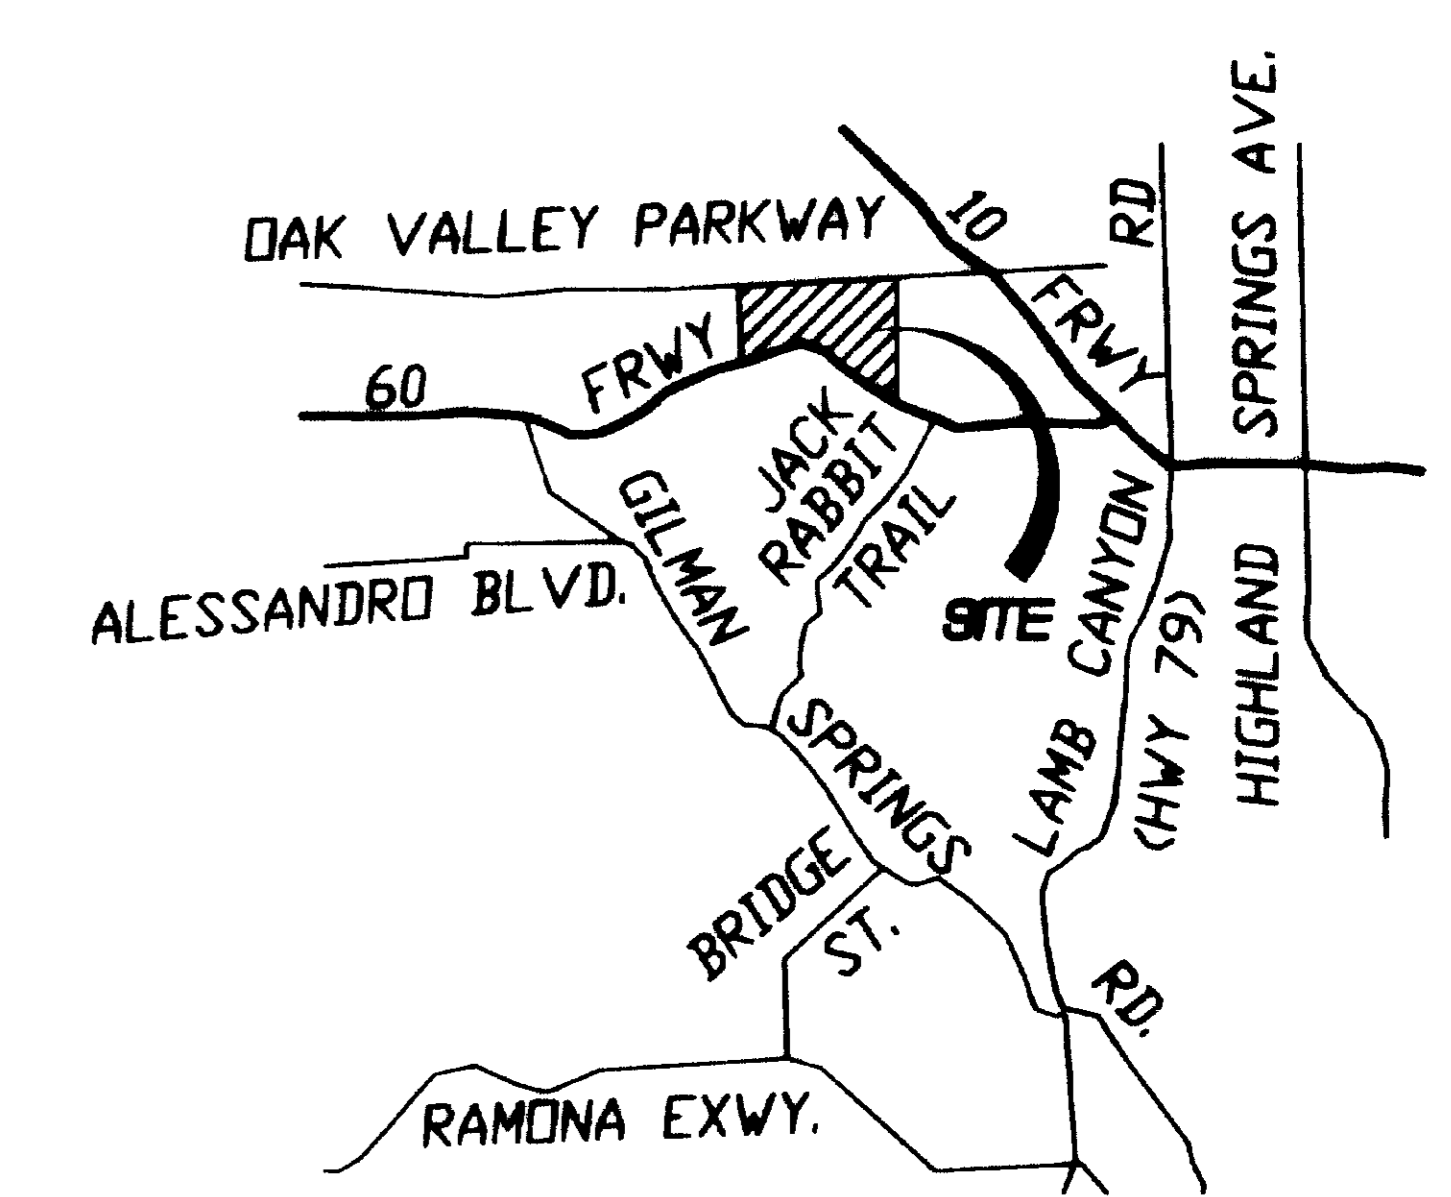 OAK VALLEY PARKWAY
10 FRWY
RD
HIGHLAND SPRINGS AVE.
60 FRWY
JACK
RABBIT
TRAIL
GILMAN SPRINGS RD.
ALESSANDRO BLVD.
SITE
LAMB CANYON
(HWY 79)
BRIDGE ST.
RAMONA EXWY.